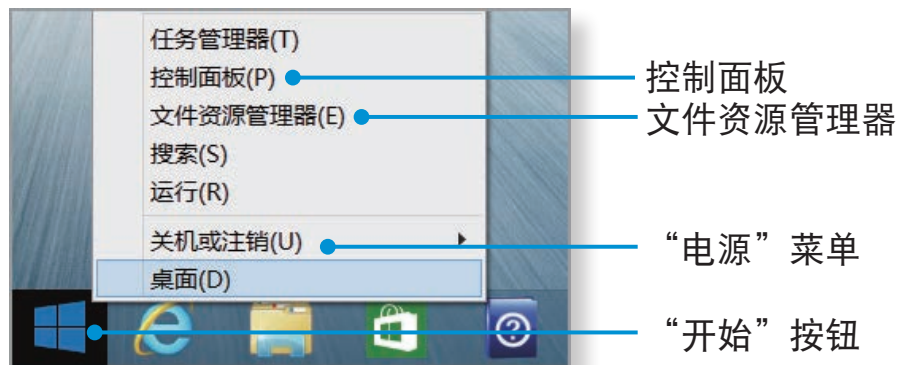 任务管理器(T)
控制面板(P)
文件资源管理器(E)
搜索(S)
运行(R)
关机或注销(U)
桌面(D)
控制面板
文件资源管理器
“电源”菜单
“开始”按钮
?